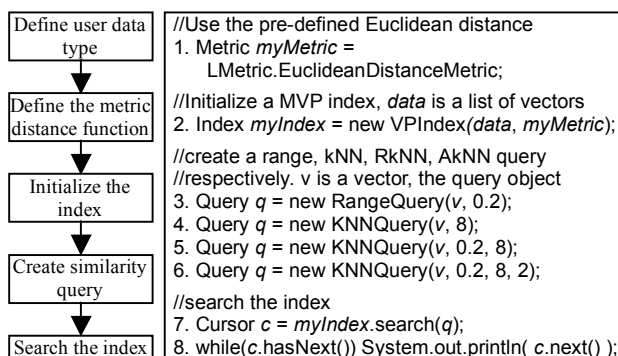 Define user data
type
Define the metric
distance function
Initialize the
index
Create similarity
query
Search the index
//Use the pre-defined Euclidean distance
1. Metric myMetric =
LMetric.EuclideanDistanceMetric;
//Initialize a MVP index, data is a list of vectors
2. Index myIndex = new VPIndex(data, myMetric);
//create a range, kNN, RkNN, AkNN query
//respectively. v is a vector, the query object
3. Query q = new RangeQuery(v, 0.2);
4. Query q = new KNNQuery(v, 8);
5. Query q = new KNNQuery(v, 0.2, 8);
6. Query q = new KNNQuery(v, 0.2, 8, 2);
//search the index
7. Cursor c = myIndex.search(q);
8. while(c.hasNext()) System.out.println( c.next() );